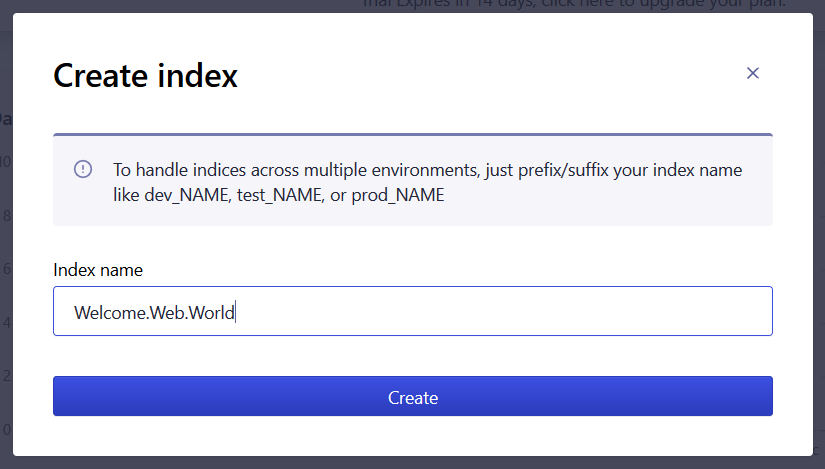 Trial Expires in 14 days, click here to upgrade your plan.
Create index
To handle indices across multiple environments, just prefix/suffix your index name
like dev_NAME, test_NAME, or prod_NAME
Index name
Welcome.Web.World
Create